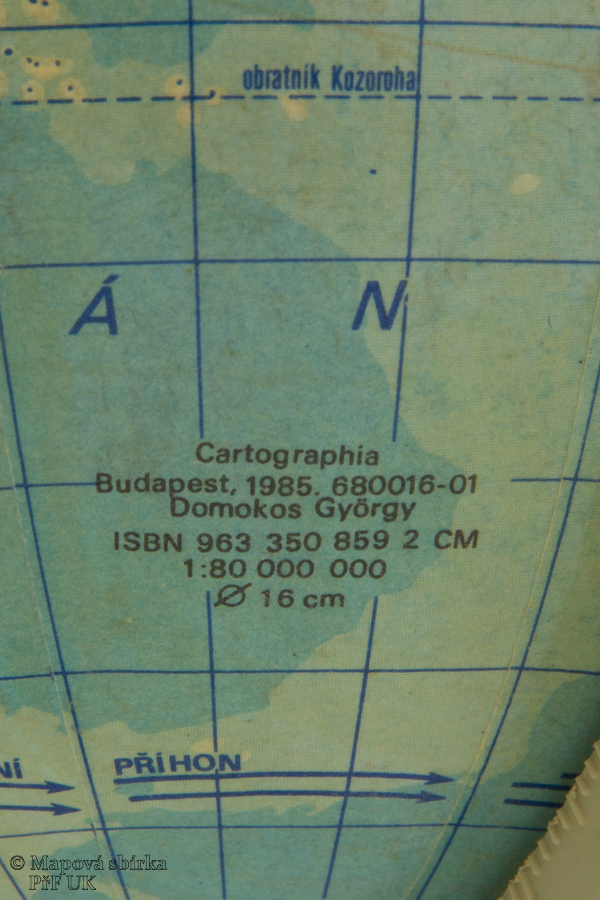 obratník Kozoroha
Á N
Cartographia
Budapest, 1985. 680016-01
Domokos György
ISBN 963 350 859 2 CM
1:80 000 000
Ø 16 cm
NÍ PŘÍHON
© Mapová sbírka
PřF UK